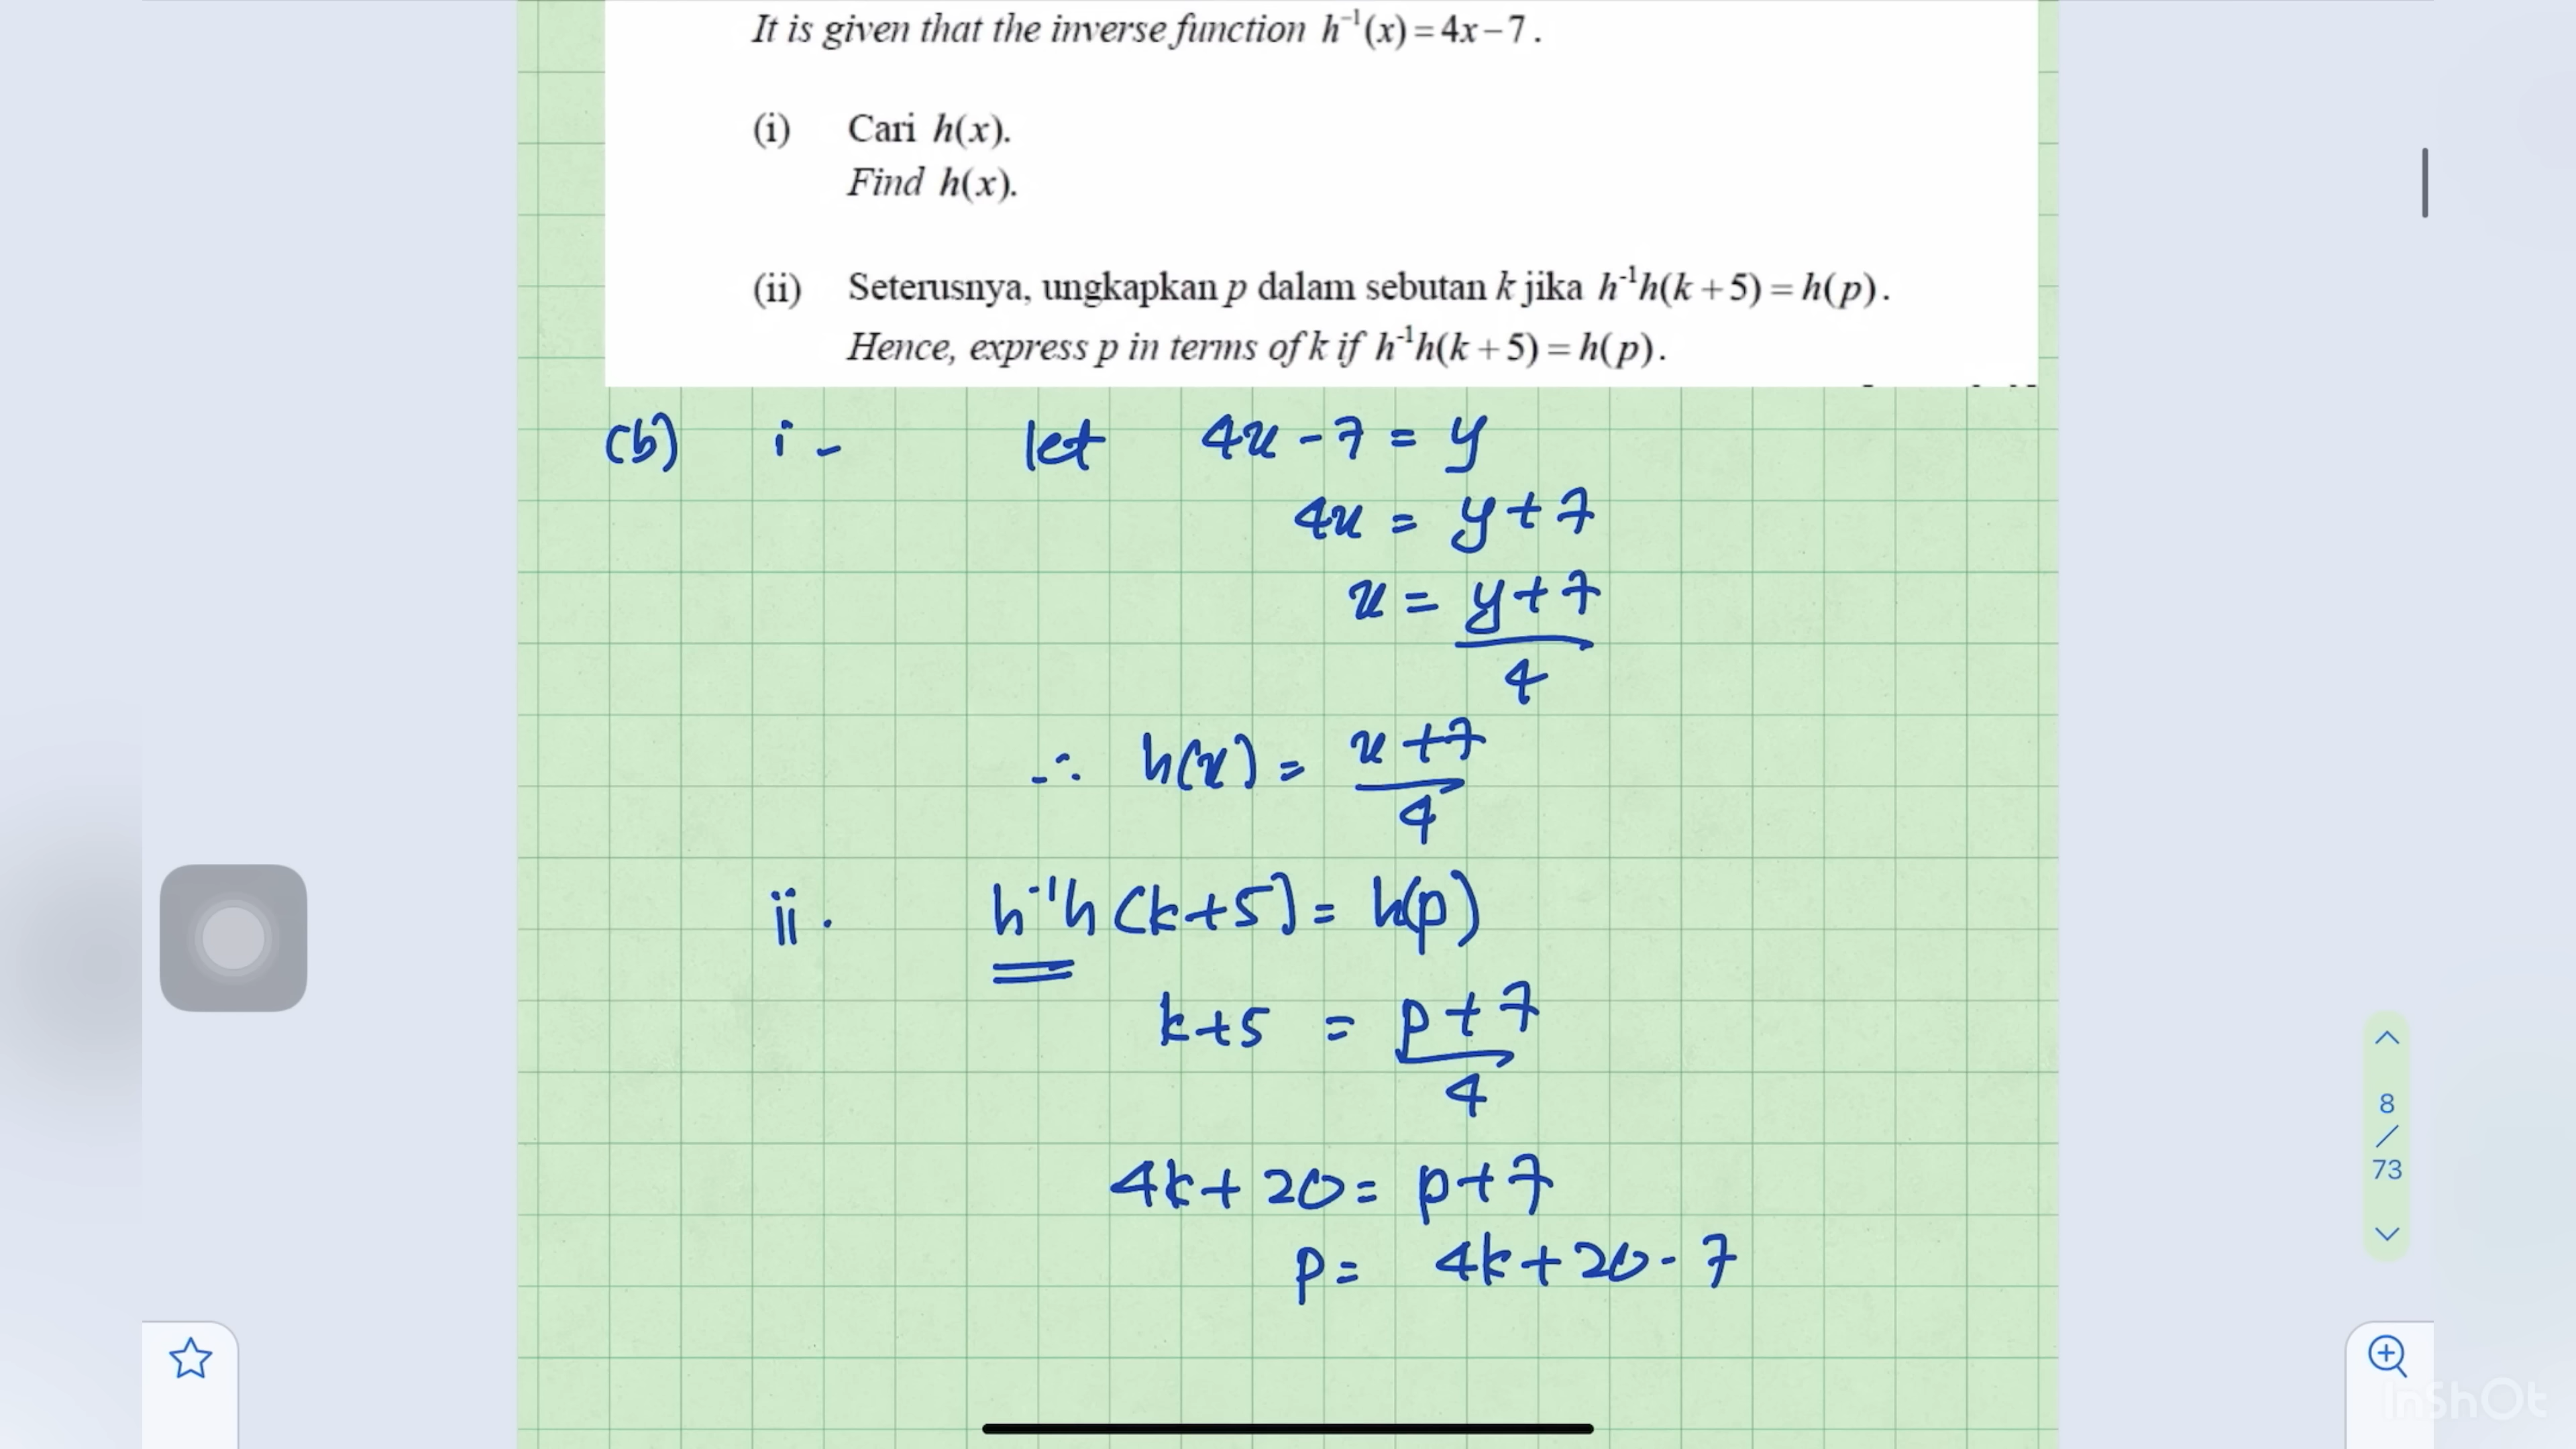 It is given that the inverse function h⁻¹(x) = 4x − 7.
(i) Cari h(x).
Find h(x).
(ii) Seterusnya, ungkapkan p dalam sebutan k jika h⁻¹h(k + 5) = h(p).
Hence, express p in terms of k if h⁻¹h(k + 5) = h(p).
(b) i - let 4x - 7 = y
4x = y + 7
x = y + 7
4
∴ h(x) = x + 7
4
ii. h⁻¹h (k+5) = h(p)
k+5 = p + 7
4
4k + 20 = p + 7
p = 4k + 20 - 7
8
/
73
InShOt